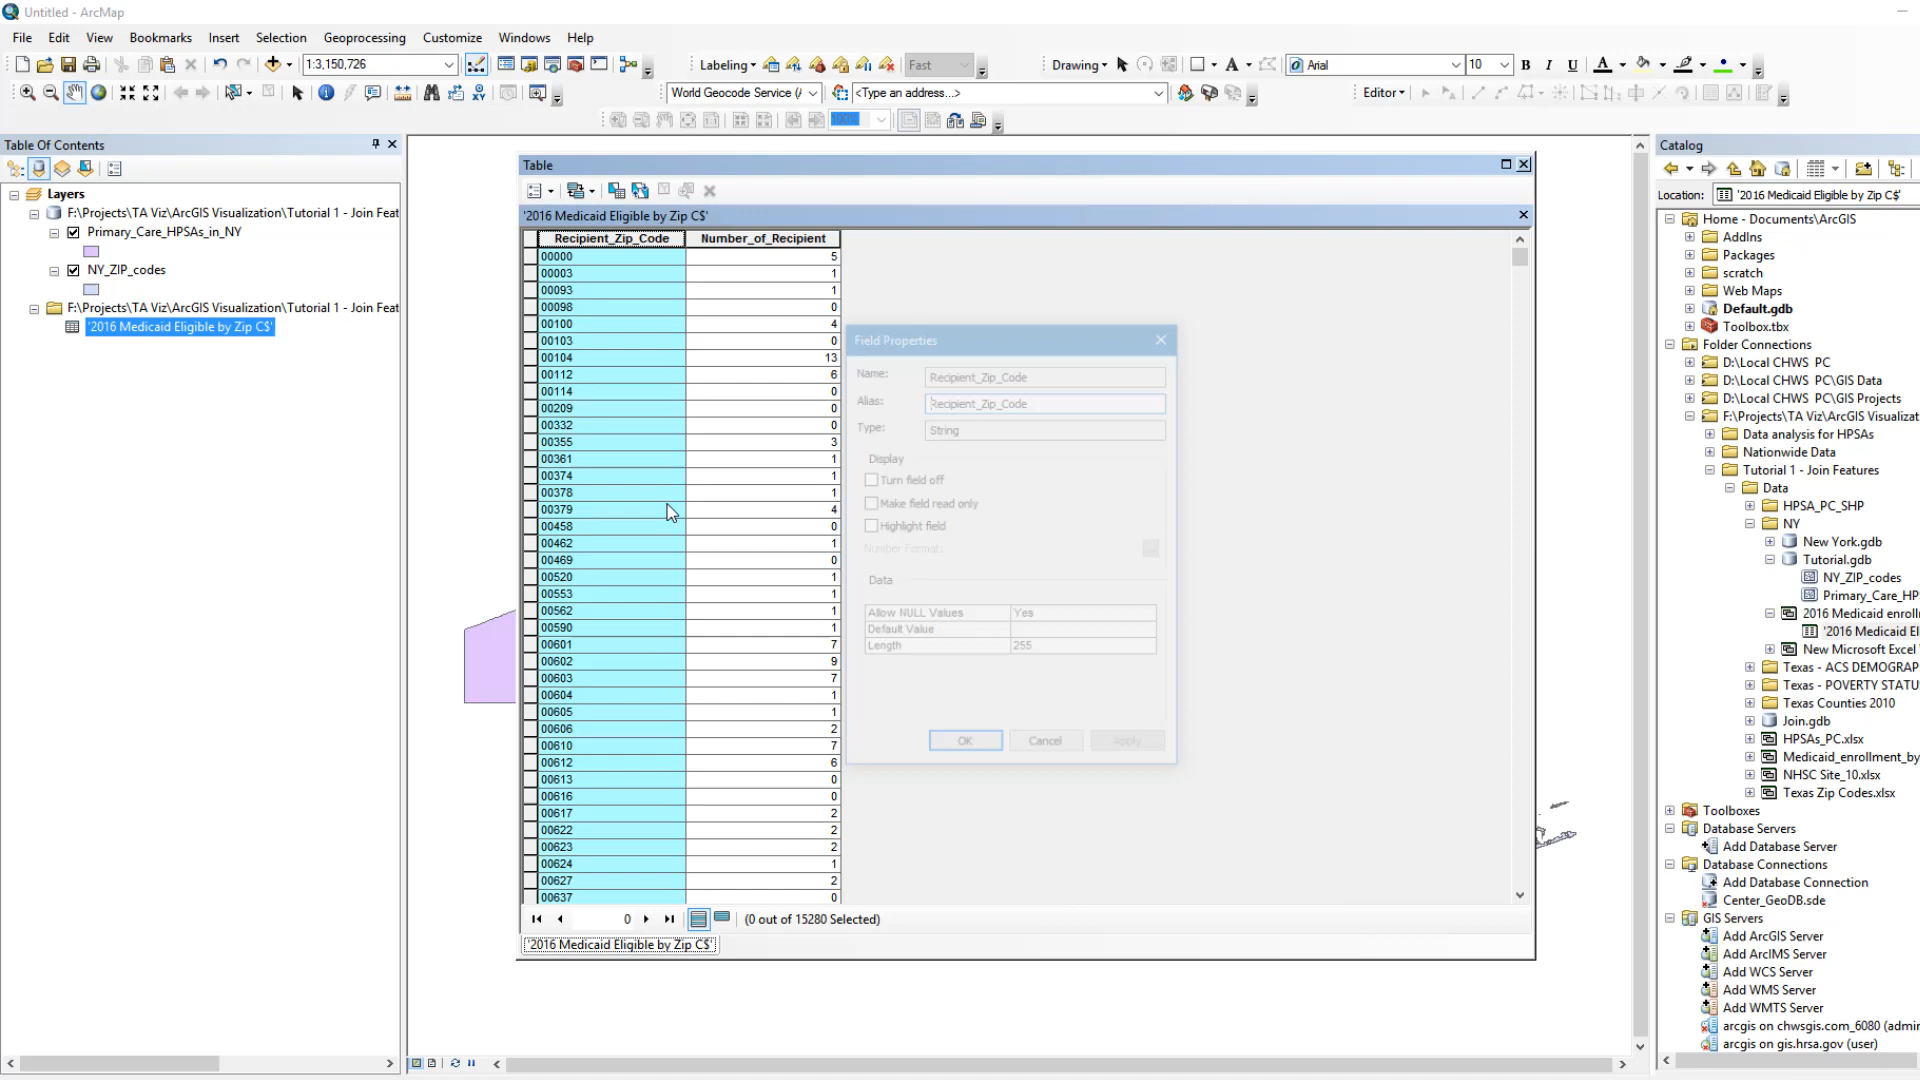 Untitled - ArcMap
File Edit View Bookmarks Insert Selection Geoprocessing Customize Windows Help
1:3,150,726 Labeling Fast Drawing Arial 10 B I U A
World Geocode Service (A <Type an address...> Editor
100%
Table Of Contents
Layers
F:\Projects\TA Viz\ArcGIS Visualization\Tutorial 1 - Join Feat
Primary_Care_HPSAs_in_NY
NY_ZIP_codes
F:\Projects\TA Viz\ArcGIS Visualization\Tutorial 1 - Join Feat
'2016 Medicaid Eligible by Zip C$'
Table
'2016 Medicaid Eligible by Zip C$'
Recipient_Zip_Code Number_of_Recipient
00000 5
00003 1
00093 1
00098 0
00100 4
00103 0
00104 13
00112 6
00114 0
00209 0
00332 0
00355 3
00361 1
00374 1
00378 1
00379 4
00458 0
00462 1
00469 0
00520 1
00553 1
00562 1
00590 1
00601 7
00602 9
00603 7
00604 1
00605 1
00606 2
00610 7
00612 6
00613 0
00616 0
00617 2
00622 2
00623 2
00624 1
00627 2
00637 0
0 (0 out of 15280 Selected)
'2016 Medicaid Eligible by Zip C$'
Field Properties
Name: Recipient_Zip_Code
Alias: Recipient_Zip_Code
Type: String
Display
Turn field off
Make field read only
Highlight field
Number Format:
Data
Allow NULL Values Yes
Default Value
Length 255
OK Cancel Apply
Catalog
Location: '2016 Medicaid Eligible by Zip C$'
Home - Documents\ArcGIS
AddIns
Packages
scratch
Web Maps
Default.gdb
Toolbox.tbx
Folder Connections
D:\Local CHWS PC
D:\Local CHWS PC\GIS Data
D:\Local CHWS PC\GIS Projects
F:\Projects\TA Viz\ArcGIS Visualizat
Data analysis for HPSAs
Nationwide Data
Tutorial 1 - Join Features
Data
HPSA_PC_SHP
NY
New York.gdb
Tutorial.gdb
NY_ZIP_codes
Primary_Care_HP
2016 Medicaid enroll
'2016 Medicaid El
New Microsoft Excel
Texas - ACS DEMOGRAP
Texas - POVERTY STATU
Texas Counties 2010
Join.gdb
HPSAs_PC.xlsx
Medicaid_enrollment_by
NHSC Site_10.xlsx
Texas Zip Codes.xlsx
Toolboxes
Database Servers
Add Database Server
Database Connections
Add Database Connection
Center_GeoDB.sde
GIS Servers
Add ArcGIS Server
Add ArcIMS Server
Add WCS Server
Add WMS Server
Add WMTS Server
arcgis on chwsgis.com_6080 (admin
arcgis on gis.hrsa.gov (user)